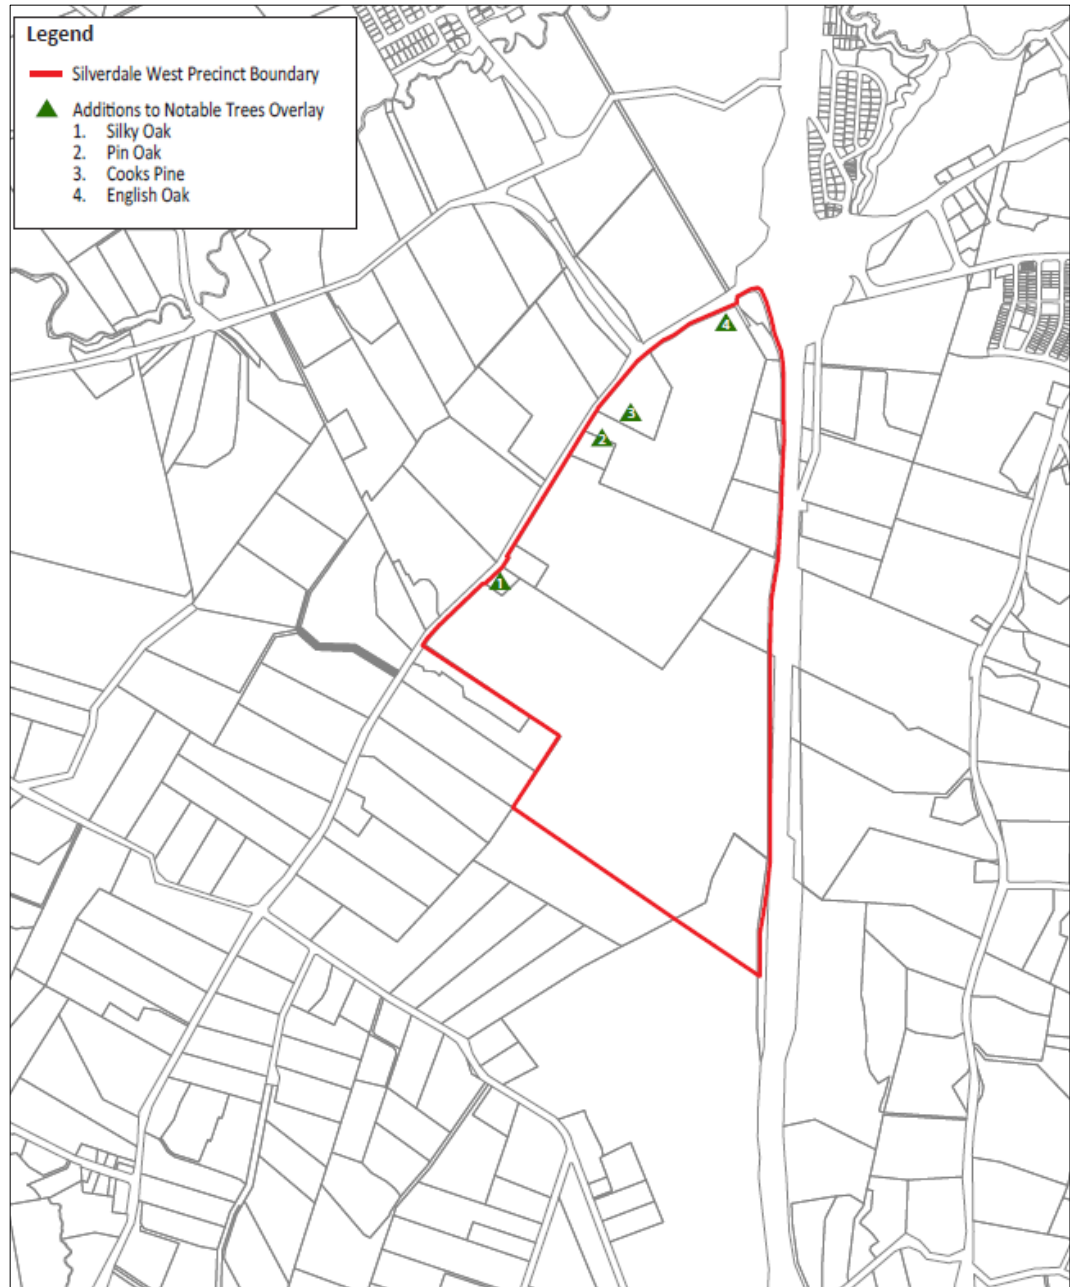 Legend
Silverdale West Precinct Boundary
Additions to Notable Trees Overlay
1. Silky Oak
2. Pin Oak
3. Cooks Pine
4. English Oak
4
3
2
1